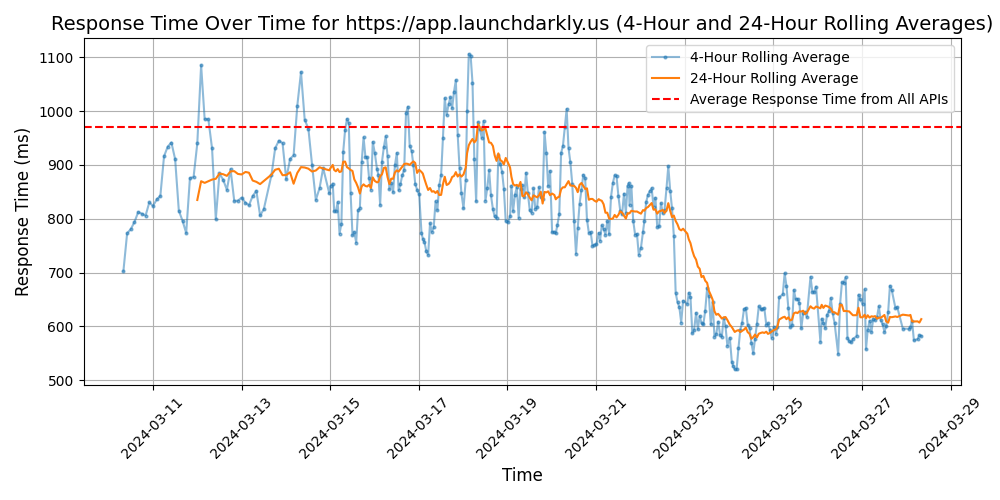 Response Time Over Time for https://app.launchdarkly.us (4-Hour and 24-Hour Rolling Averages)
4-Hour Rolling Average
24-Hour Rolling Average
Average Response Time from All APIs
Response Time (ms)
1100
1000
900
800
700
600
500
2024-03-11
2024-03-13
2024-03-15
2024-03-17
2024-03-19
2024-03-21
2024-03-23
2024-03-25
2024-03-27
2024-03-29
Time